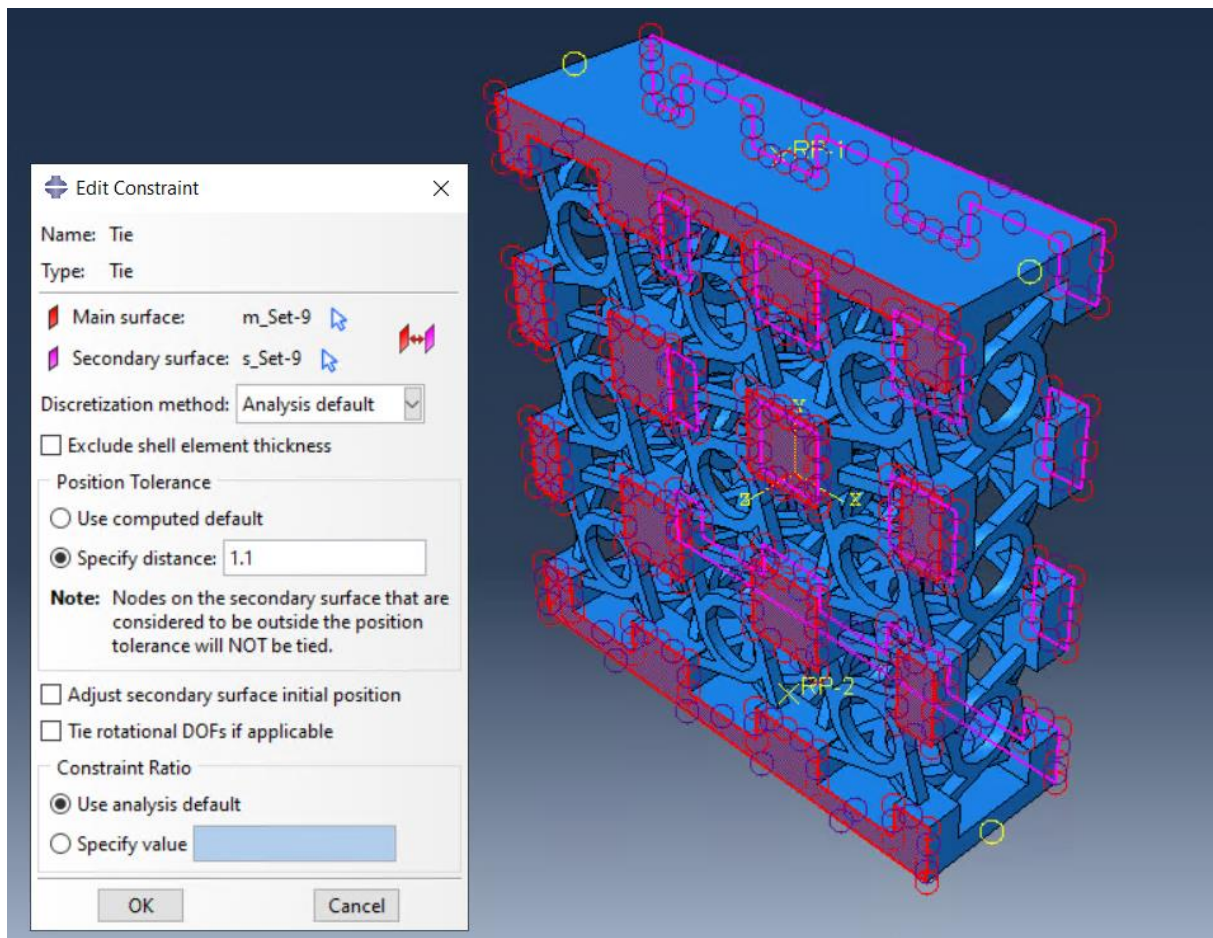 Edit Constraint
Name: Tie
Type: Tie
Main surface: m_Set-9
Secondary surface: s_Set-9
Discretization method: Analysis default
Exclude shell element thickness
Position Tolerance
Use computed default
Specify distance: 1.1
Note: Nodes on the secondary surface that are
considered to be outside the position
tolerance will NOT be tied.
Adjust secondary surface initial position
Tie rotational DOFs if applicable
Constraint Ratio
Use analysis default
Specify value
OK Cancel
RP-1
Y
Z X
RP-2